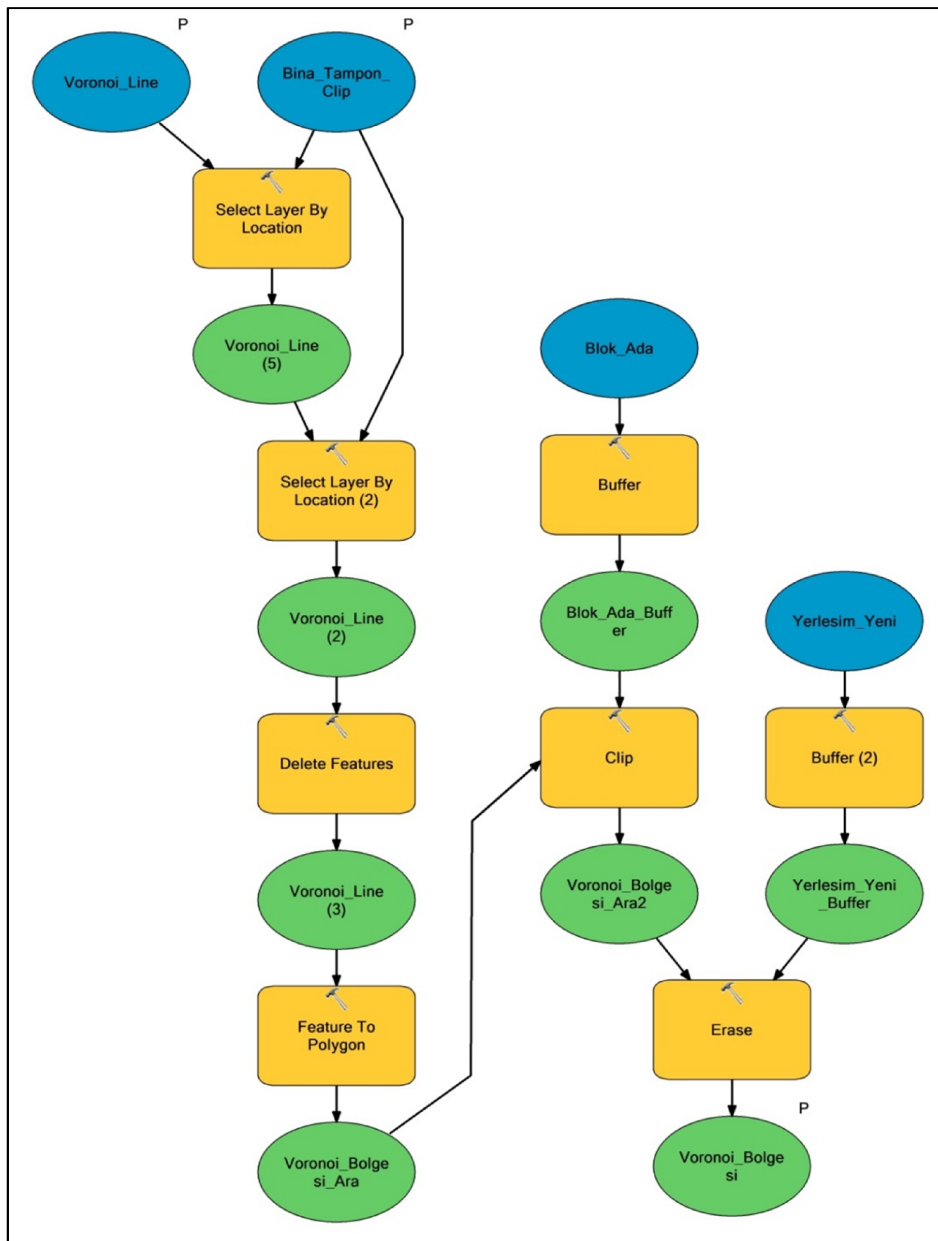 P
P
Voronoi_Line
Bina_Tampon_
Clip
Select Layer By
Location
Voronoi_Line
(5)
Blok_Ada
Select Layer By
Location (2)
Buffer
Voronoi_Line
(2)
Blok_Ada_Buff
er
Yerlesim_Yeni
Delete Features
Clip
Buffer (2)
Voronoi_Line
(3)
Voronoi_Bolge
si_Ara2
Yerlesim_Yeni
_Buffer
Feature To
Polygon
Erase
P
Voronoi_Bolge
si_Ara
Voronoi_Bolge
si